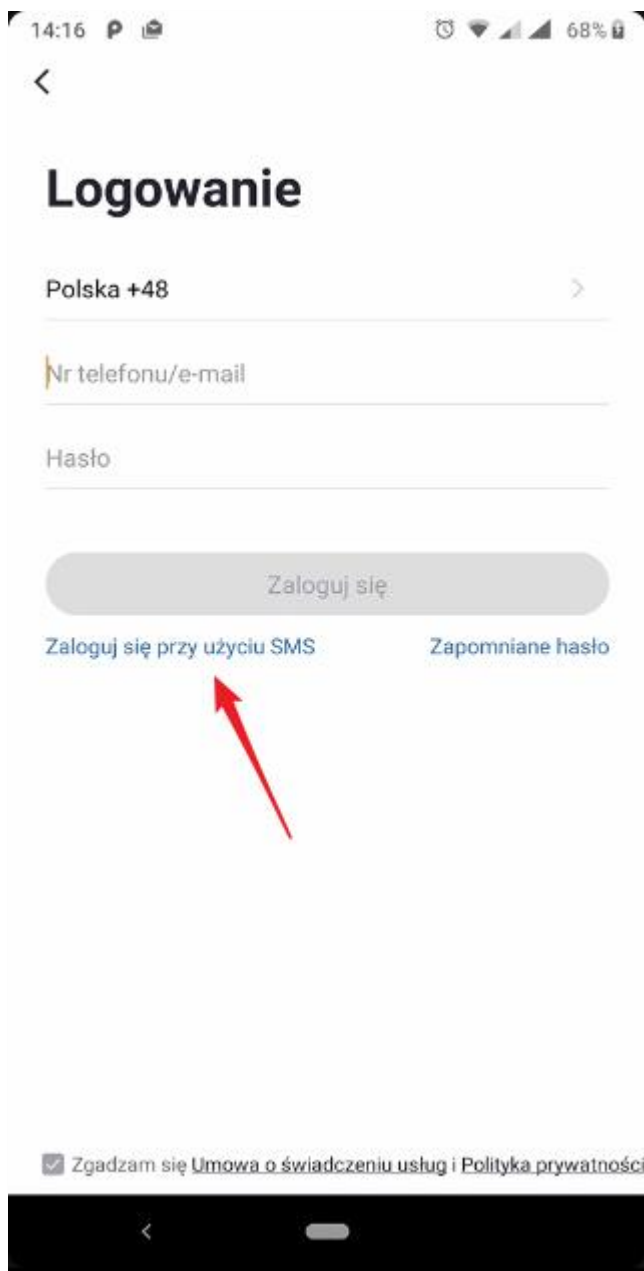 14:16 P 68%
Logowanie
Polska +48
Nr telefonu/e-mail
Hasło
Zaloguj się
Zaloguj się przy użyciu SMS Zapomniane hasło
Zgadzam się Umowa o świadczeniu usług i Polityka prywatności